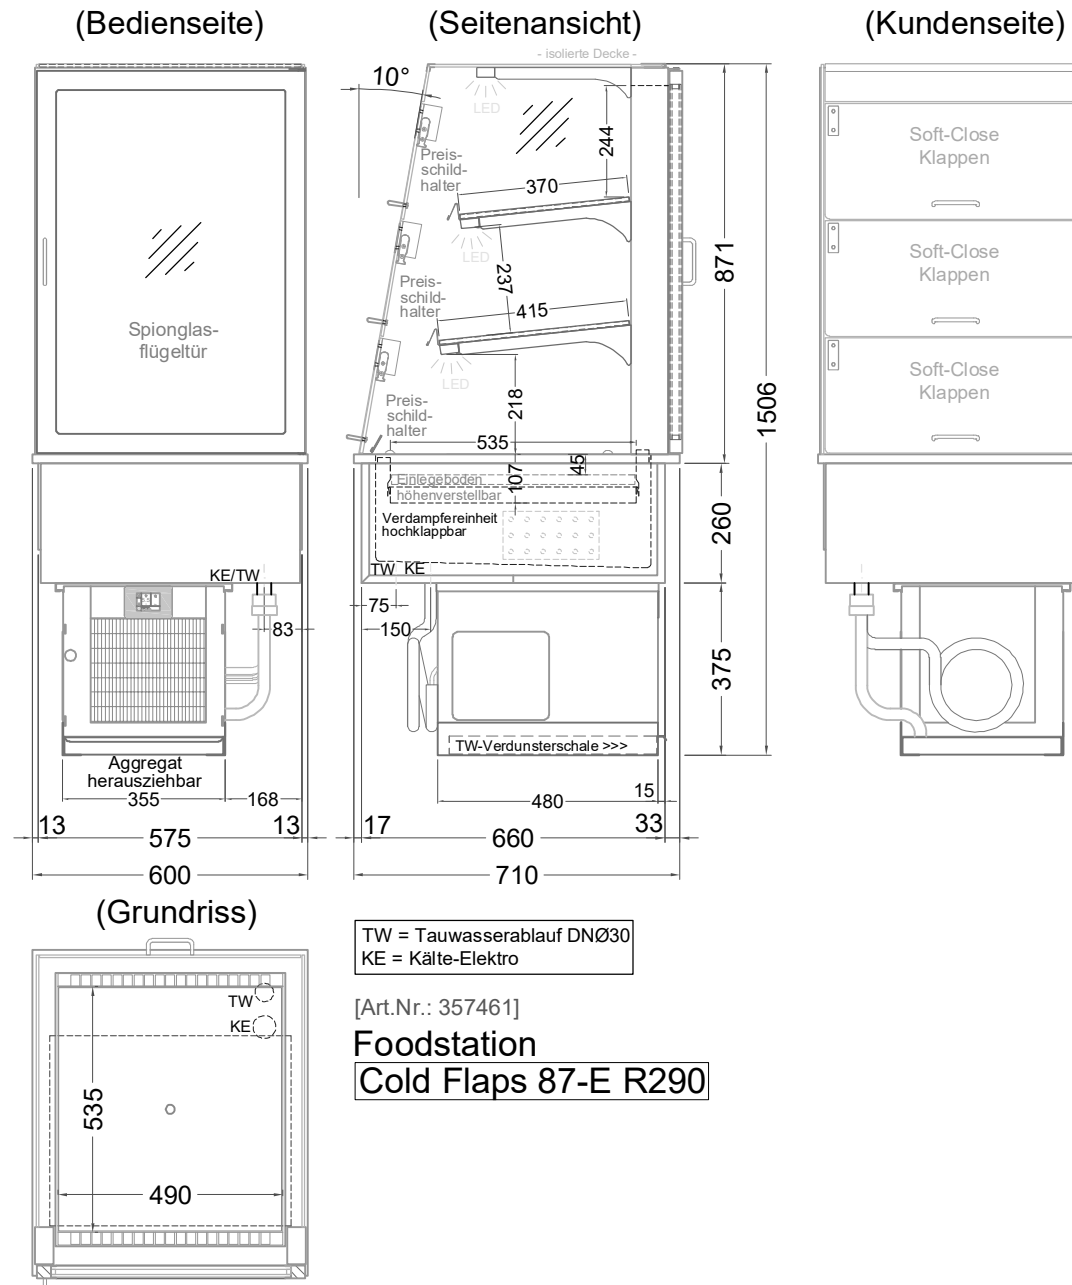 (Bedienseite)
(Seitenansicht)
(Kundenseite)
- isolierte Decke -
10°
LED
Preis-
schild-
halter
244
370
LED
237
Preis-
schild-
halter
415
LED
218
Preis-
schild-
halter
535
107
45
Einlegeböden
höhenverstellbar
Verdampfereinheit
hochklappbar
TW KE
75
150
871
1506
260
375
TW-Verdunsterschale >>>
480
15
17
660
33
710
Spionglas-
flügeltür
KE/TW
83
Aggregat
herausziehbar
355
168
13
575
13
600
Soft-Close
Klappen
Soft-Close
Klappen
Soft-Close
Klappen
(Grundriss)
TW
KE
535
490
TW = Tauwasserablauf DNØ30
KE = Kälte-Elektro
[Art.Nr.: 357461]
Foodstation
Cold Flaps 87-E R290